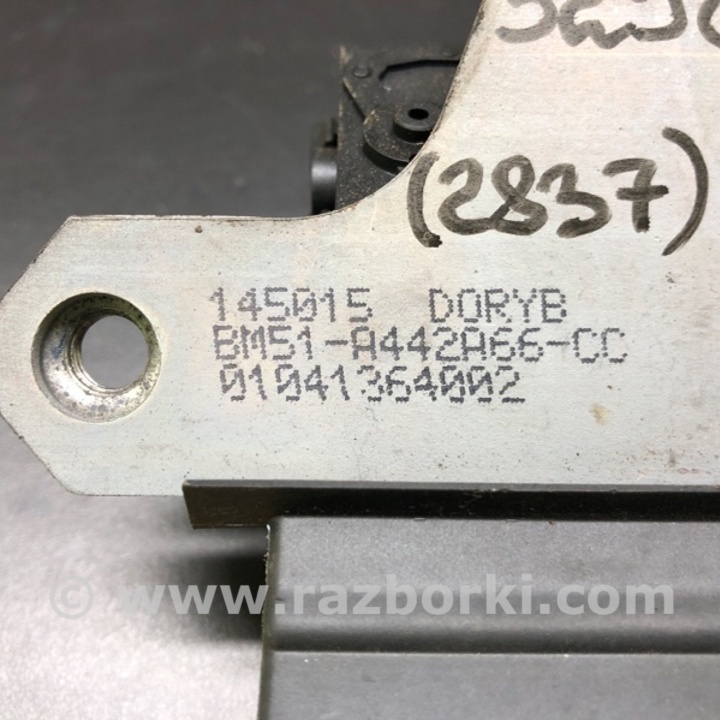 (2837)
145015 DORYB
BM51-A442A66-CC
01041364002
© www.razborki.com